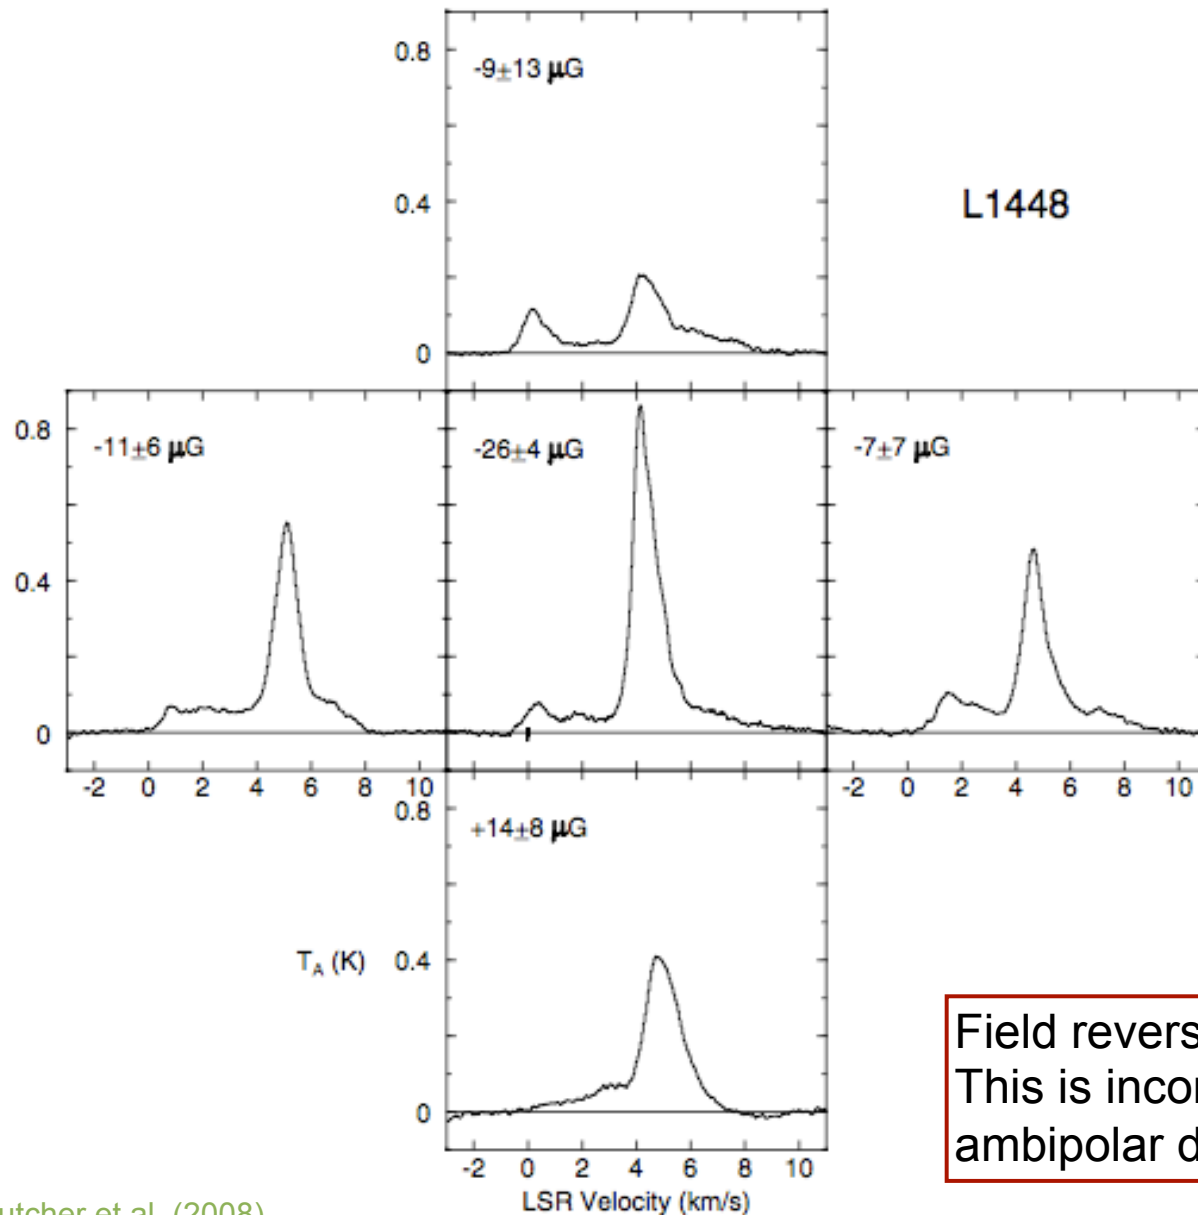 0.8
-9±13 μG
0.4
L1448
0
0.8
-11±6 μG
-26±4 μG
-7±7 μG
0.4
0
-2 0 2 4 6 8 10
-2 0 2 4 6 8 10
0.8
+14±8 μG
T_A (K)
0.4
0
-2 0 2 4 6 8 10
LSR Velocity (km/s)
Field
This is
ambipolar
et al. (2008)